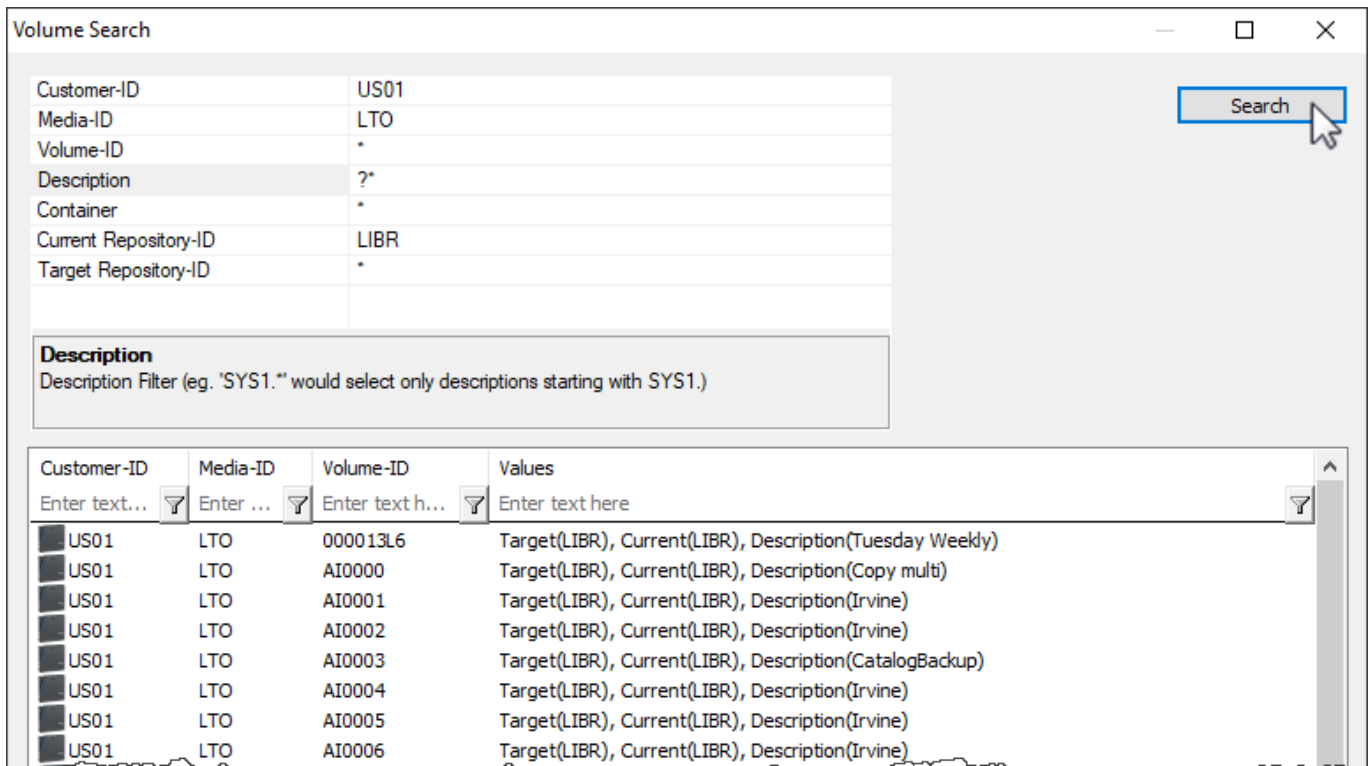 Volume Search
Customer-ID US01
Search
Media-ID LTO
Volume-ID *
Description ?*
Container *
Current Repository-ID LIBR
Target Repository-ID *
Description
Description Filter (eg. 'SYS1.*' would select only descriptions starting with SYS1.)
Customer-ID Media-ID Volume-ID Values
Enter text... Enter ... Enter text h... Enter text here
US01 LTO 000013L6 Target(LIBR), Current(LIBR), Description(Tuesday Weekly)
US01 LTO AI0000 Target(LIBR), Current(LIBR), Description(Copy multi)
US01 LTO AI0001 Target(LIBR), Current(LIBR), Description(Irvine)
US01 LTO AI0002 Target(LIBR), Current(LIBR), Description(Irvine)
US01 LTO AI0003 Target(LIBR), Current(LIBR), Description(CatalogBackup)
US01 LTO AI0004 Target(LIBR), Current(LIBR), Description(Irvine)
US01 LTO AI0005 Target(LIBR), Current(LIBR), Description(Irvine)
US01 LTO AI0006 Target(LIBR), Current(LIBR), Description(Irvine)